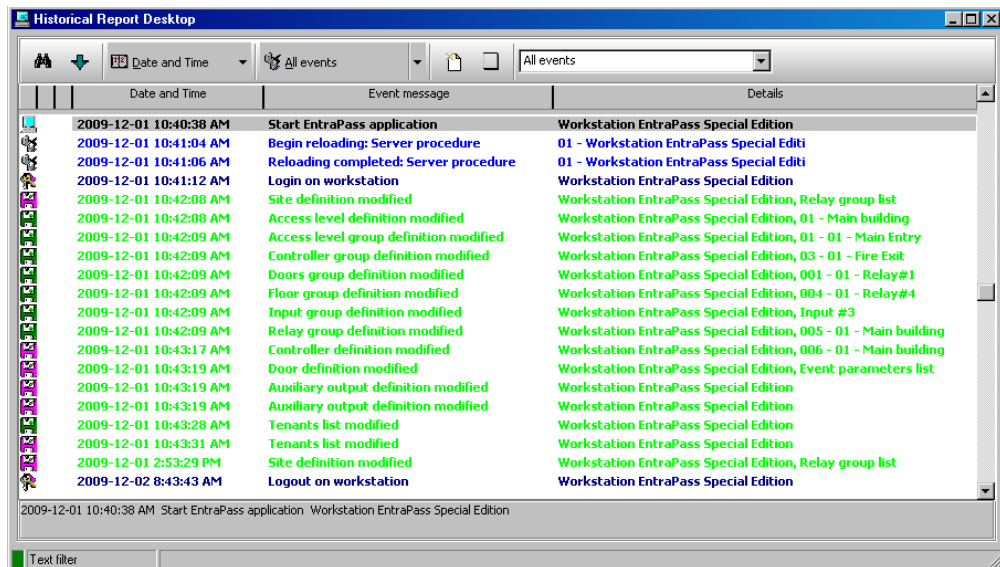 Historical Report Desktop
Date and Time All events All events
Date and Time Event message Details
2009-12-01 10:40:38 AM Start EntraPass application Workstation EntraPass Special Edition
2009-12-01 10:41:04 AM Begin reloading: Server procedure 01 - Workstation EntraPass Special Editi
2009-12-01 10:41:06 AM Reloading completed: Server procedure 01 - Workstation EntraPass Special Editi
2009-12-01 10:41:12 AM Login on workstation Workstation EntraPass Special Edition
2009-12-01 10:42:08 AM Site definition modified Workstation EntraPass Special Edition, Relay group list
2009-12-01 10:42:08 AM Access level definition modified Workstation EntraPass Special Edition, 01 - Main building
2009-12-01 10:42:09 AM Access level group definition modified Workstation EntraPass Special Edition, 01 - 01 - Main Entry
2009-12-01 10:42:09 AM Controller group definition modified Workstation EntraPass Special Edition, 03 - 01 - Fire Exit
2009-12-01 10:42:09 AM Doors group definition modified Workstation EntraPass Special Edition, 001 - 01 - Relay#1
2009-12-01 10:42:09 AM Floor group definition modified Workstation EntraPass Special Edition, 004 - 01 - Relay#4
2009-12-01 10:42:09 AM Input group definition modified Workstation EntraPass Special Edition, Input #3
2009-12-01 10:42:09 AM Relay group definition modified Workstation EntraPass Special Edition, 005 - 01 - Main building
2009-12-01 10:43:17 AM Controller definition modified Workstation EntraPass Special Edition, 006 - 01 - Main building
2009-12-01 10:43:19 AM Door definition modified Workstation EntraPass Special Edition, Event parameters list
2009-12-01 10:43:19 AM Auxiliary output definition modified Workstation EntraPass Special Edition
2009-12-01 10:43:19 AM Auxiliary output definition modified Workstation EntraPass Special Edition
2009-12-01 10:43:28 AM Tenants list modified Workstation EntraPass Special Edition
2009-12-01 10:43:31 AM Tenants list modified Workstation EntraPass Special Edition
2009-12-01 2:53:29 PM Site definition modified Workstation EntraPass Special Edition, Relay group list
2009-12-02 8:43:43 AM Logout on workstation Workstation EntraPass Special Edition
2009-12-01 10:40:38 AM Start EntraPass application Workstation EntraPass Special Edition
Text filter